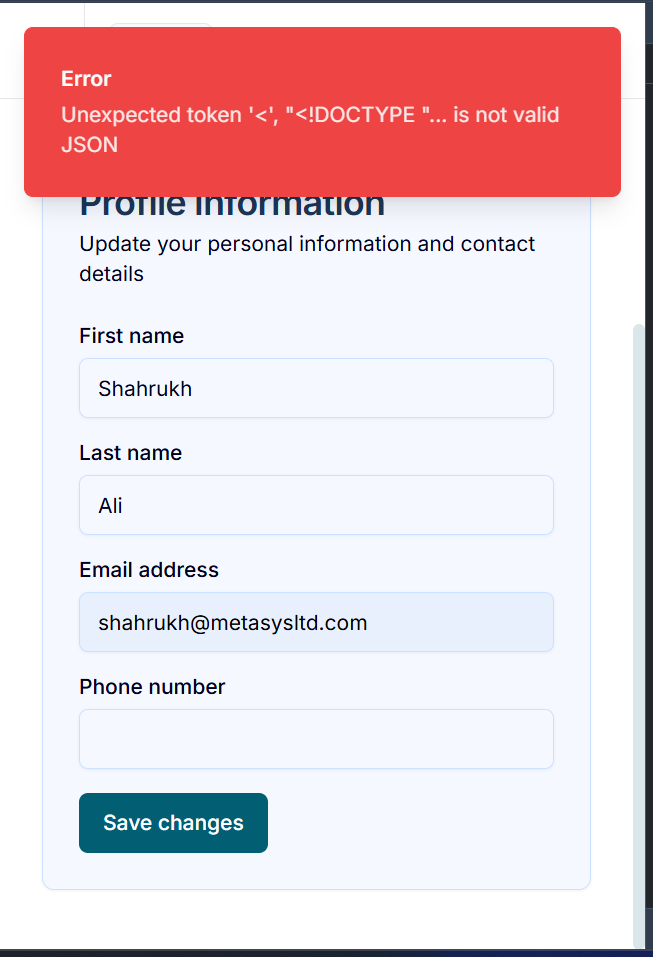 Error
Unexpected token '<', "<!DOCTYPE "... is not valid
JSON
Profile Information
Update your personal information and contact
details
First name
Shahrukh
Last name
Ali
Email address
shahrukh@metasysltd.com
Phone number
Save changes